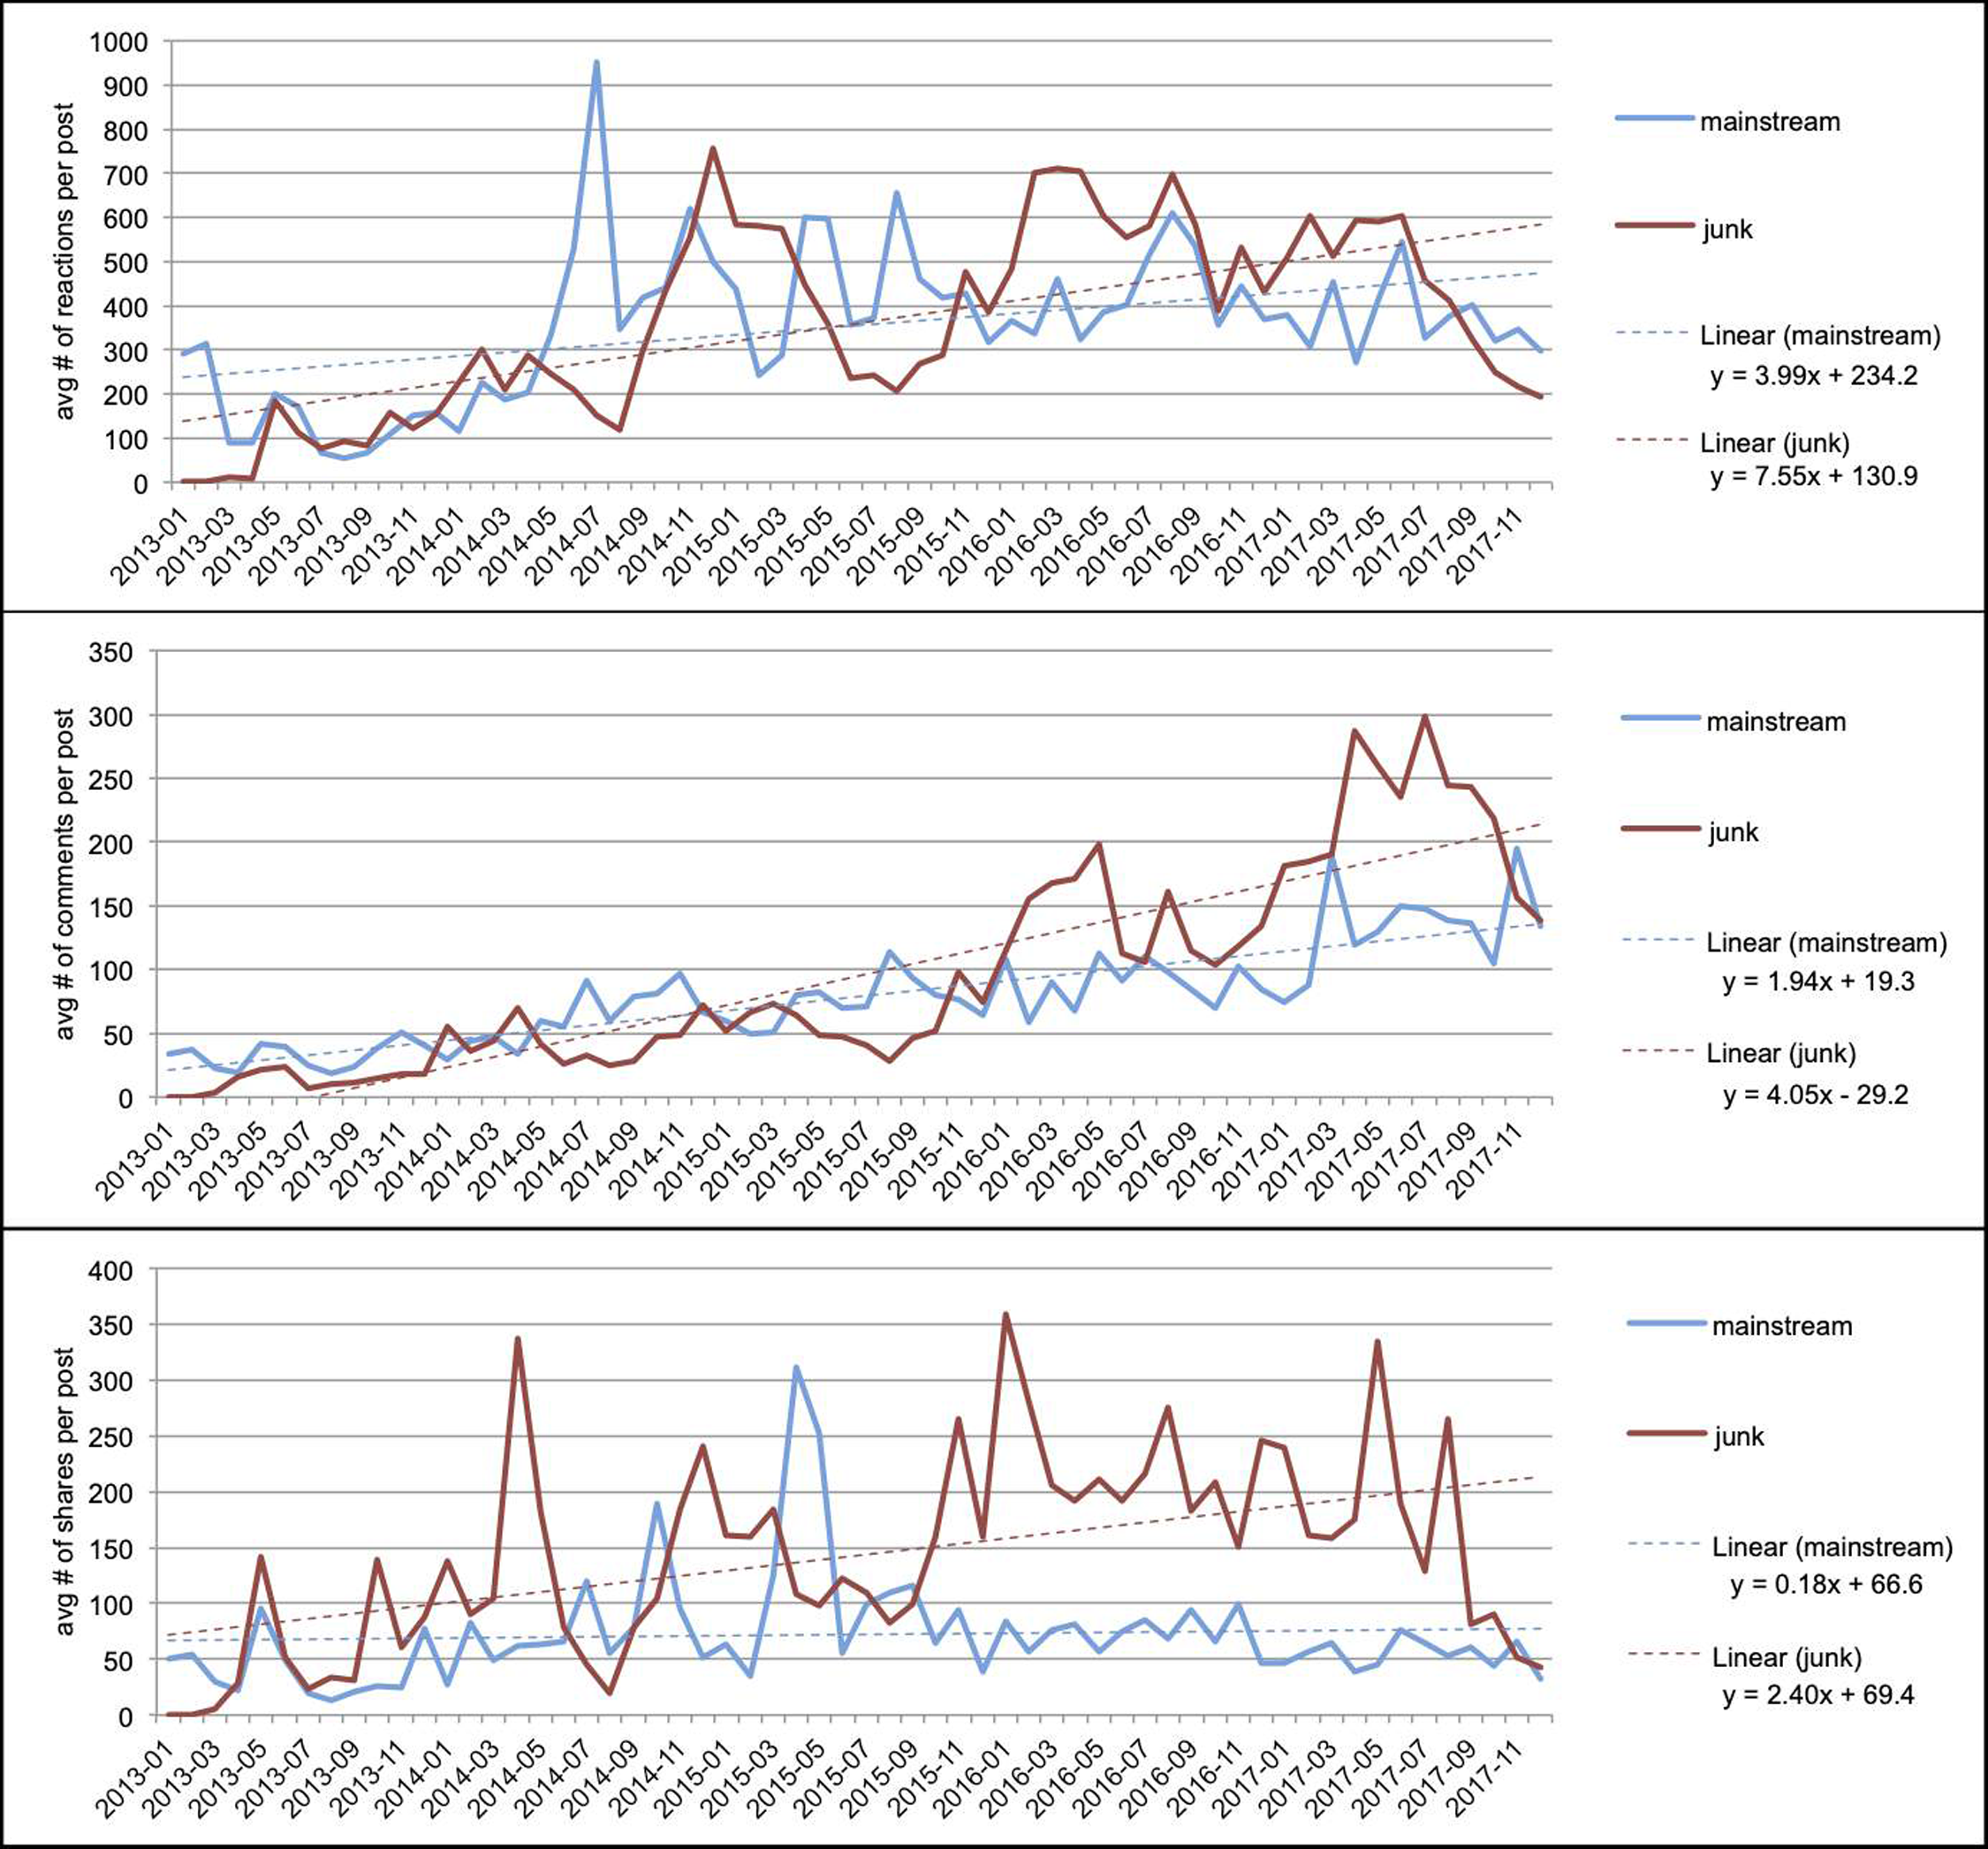 1000
900
800
700
600
500
400
300
200
100
0
avg # of reactions per post
2013-01 2013-03 2013-05 2013-07 2013-09 2013-11 2014-01 2014-03 2014-05 2014-07 2014-09 2014-11 2015-01 2015-03 2015-05 2015-07 2015-09 2015-11 2016-01 2016-03 2016-05 2016-07 2016-09 2016-11 2017-01 2017-03 2017-05 2017-07 2017-09 2017-11
mainstream
junk
Linear (mainstream)
y = 3.99x + 234.2
Linear (junk)
y = 7.55x + 130.9
350
300
250
200
150
100
50
0
avg # of comments per post
2013-01 2013-03 2013-05 2013-07 2013-09 2013-11 2014-01 2014-03 2014-05 2014-07 2014-09 2014-11 2015-01 2015-03 2015-05 2015-07 2015-09 2015-11 2016-01 2016-03 2016-05 2016-07 2016-09 2016-11 2017-01 2017-03 2017-05 2017-07 2017-09 2017-11
mainstream
junk
Linear (mainstream)
y = 1.94x + 19.3
Linear (junk)
y = 4.05x - 29.2
400
350
300
250
200
150
100
50
0
avg # of shares per post
2013-01 2013-03 2013-05 2013-07 2013-09 2013-11 2014-01 2014-03 2014-05 2014-07 2014-09 2014-11 2015-01 2015-03 2015-05 2015-07 2015-09 2015-11 2016-01 2016-03 2016-05 2016-07 2016-09 2016-11 2017-01 2017-03 2017-05 2017-07 2017-09 2017-11
mainstream
junk
Linear (mainstream)
y = 0.18x + 66.6
Linear (junk)
y = 2.40x + 69.4